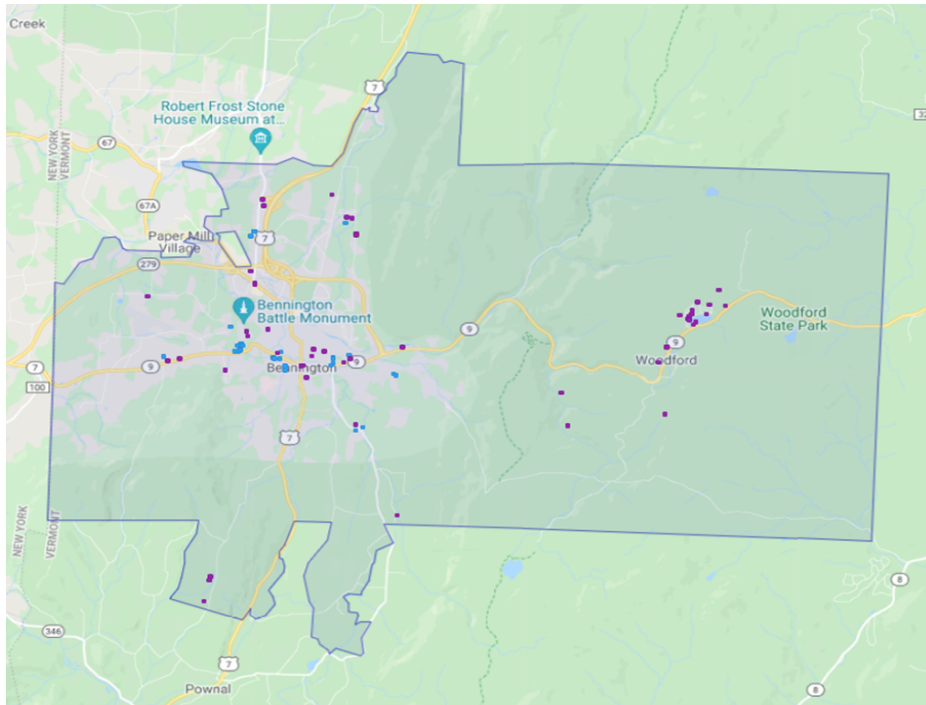 Creek
7
Robert Frost Stone
House Museum at...
67
NEW YORK
VERMONT
67A
7
Paper Mill
Village
279
Bennington
Battle Monument
Woodford
State Park
9
9
7
9
Bennington
9
Woodford
100
7
NEW YORK
VERMONT
8
346
7
Pownal
8